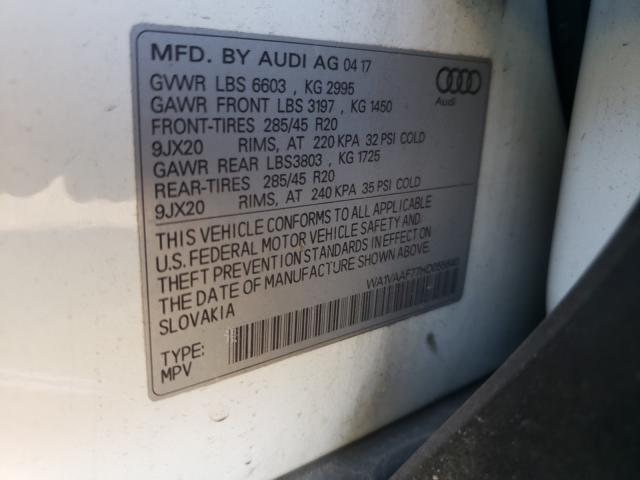 MFD. BY AUDI AG 04 17
GVWR LBS 6603 , KG 2995
GAWR FRONT LBS 3197 , KG 1450
FRONT-TIRES 285/45 R20
9JX20 RIMS, AT 220 KPA 32 PSI COLD
GAWR REAR LBS3803 , KG 1725
REAR-TIRES 285/45 R20
9JX20 RIMS, AT 240 KPA 35 PSI COLD
THIS VEHICLE CONFORMS TO ALL APPLICABLE
U.S. FEDERAL MOTOR VEHICLE SAFETY AND
THEFT PREVENTION STANDARDS IN EFFECT ON
THE DATE OF MANUFACTURE SHOWN ABOVE.
SLOVAKIA
TYPE:
MPV
Audi